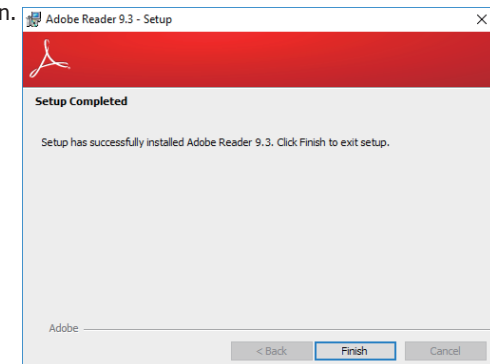 n.
Adobe Reader 9.3 - Setup
Setup Completed
Setup has successfully installed Adobe Reader 9.3. Click Finish to exit setup.
Adobe
< Back Finish Cancel